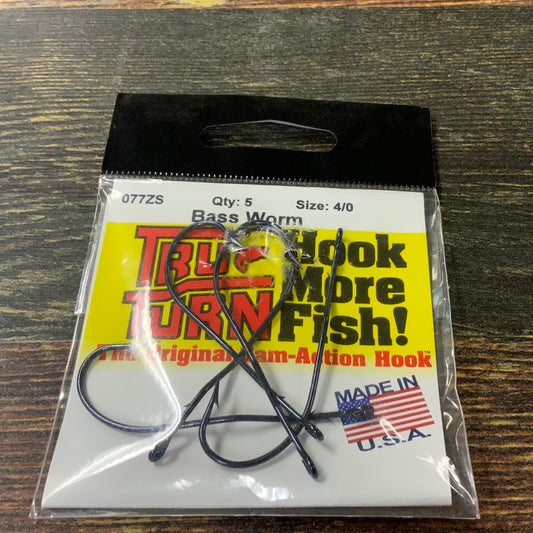 077ZS Qty: 5 Size: 4/0
Bass Worm
TRU TURN
Hook
More
Fish!
The Original Cam-Action Hook
MADE IN
U.S.A.